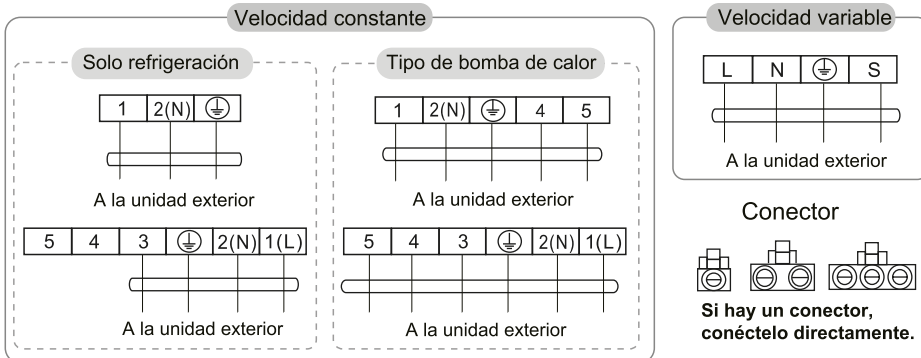 Velocidad constante
Solo refrigeración
1 2(N) ⏚
A la unidad exterior
5 4 3 ⏚ 2(N) 1(L)
A la unidad exterior
Tipo de bomba de calor
1 2(N) ⏚ 4 5
A la unidad exterior
5 4 3 ⏚ 2(N) 1(L)
A la unidad exterior
Velocidad variable
L N ⏚ S
A la unidad exterior
Conector
Si hay un conector,
conéctelo directamente.